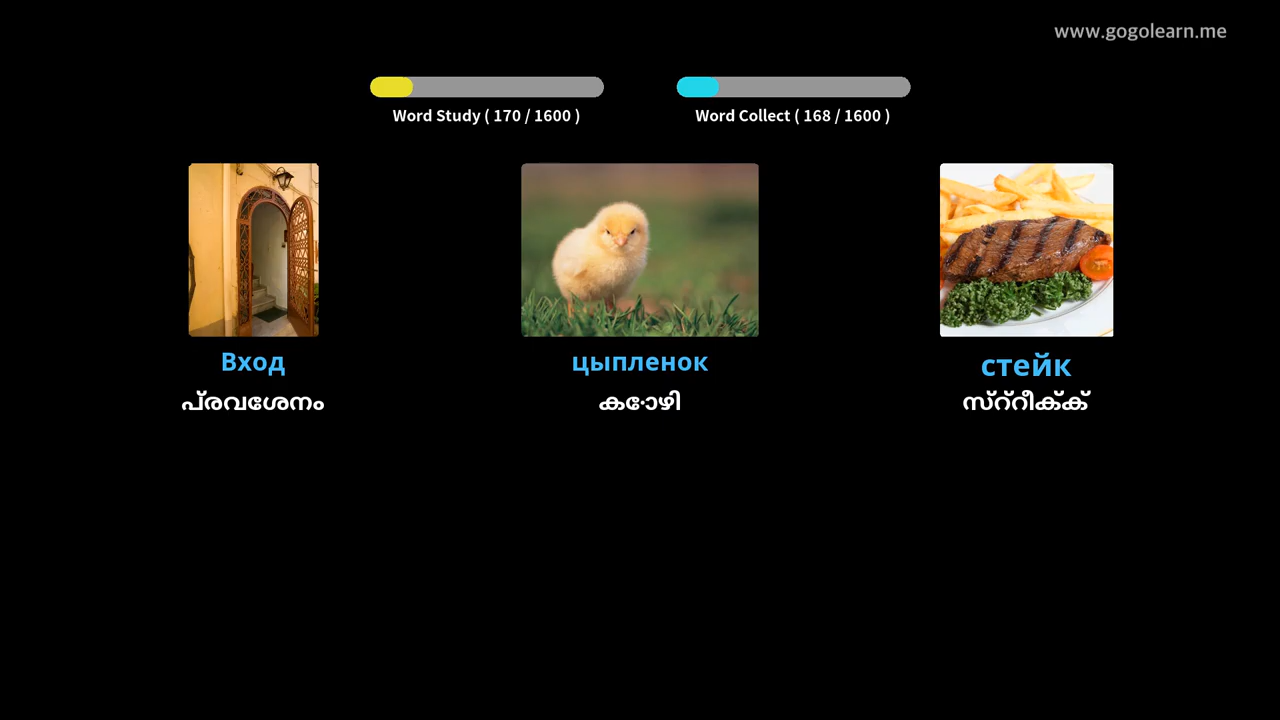 www.gogolearn.me
Word Study ( 170 / 1600 )
Word Collect ( 168 / 1600 )
Вход
цыпленок
стейк
പ്രവേശനം
കോഴി
സ്റ്റീക്ക്